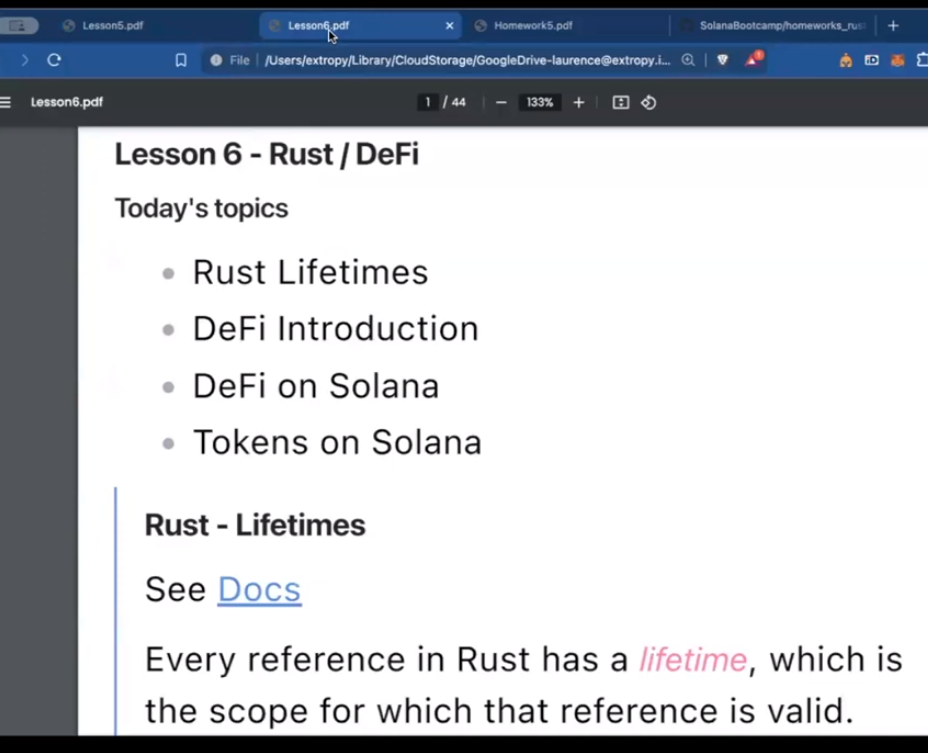 Lesson5.pdf Lesson6.pdf Homework5.pdf SolanaBootcamp/homeworks_rus
File /Users/extropy/Library/CloudStorage/GoogleDrive-laurence@extropy.i...
Lesson6.pdf 1 / 44 133%
Lesson 6 - Rust / DeFi
Today's topics
Rust Lifetimes
DeFi Introduction
DeFi on Solana
Tokens on Solana
Rust - Lifetimes
See Docs
Every reference in Rust has a lifetime, which is
the scope for which that reference is valid.